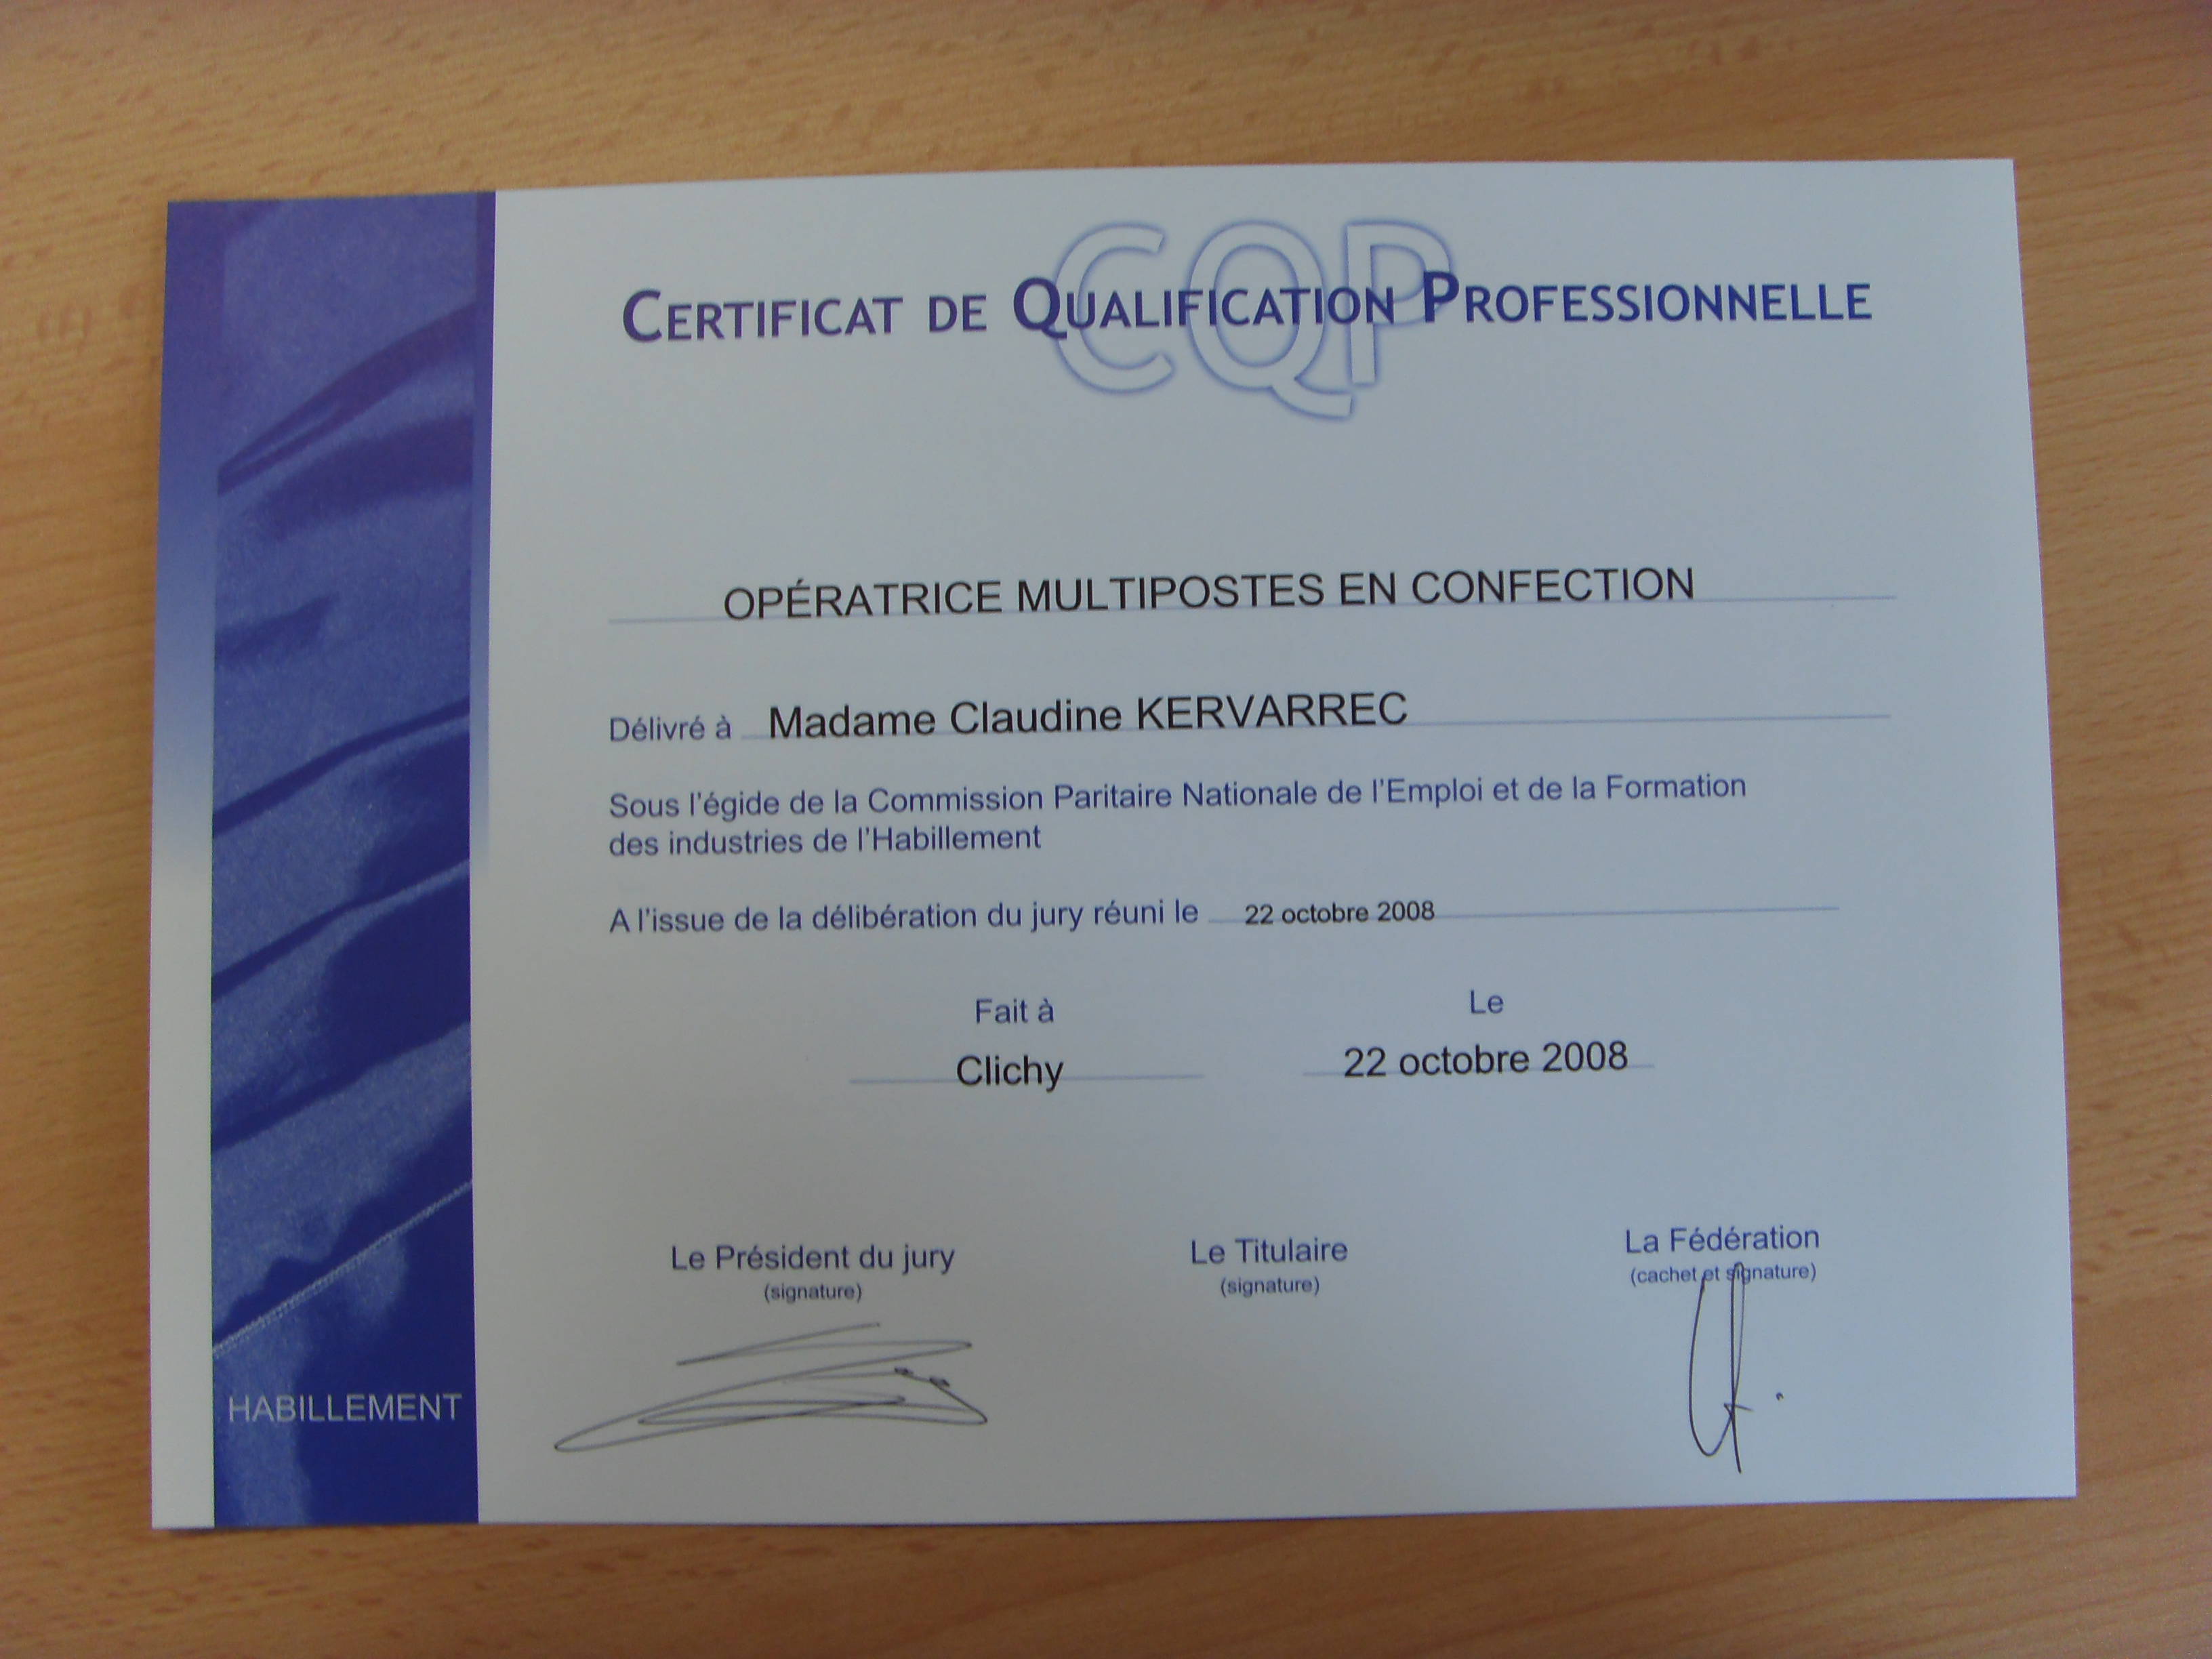 CQP
CERTIFICAT DE QUALIFICATION PROFESSIONNELLE
OPÉRATRICE MULTIPOSTES EN CONFECTION
Délivré à Madame Claudine KERVARREC
Sous l'égide de la Commission Paritaire Nationale de l'Emploi et de la Formation
des industries de l'Habillement
A l'issue de la délibération du jury réuni le 22 octobre 2008
Fait à Le
Clichy 22 octobre 2008
Le Président du jury Le Titulaire La Fédération
(signature) (signature) (cachet et signature)
HABILLEMENT